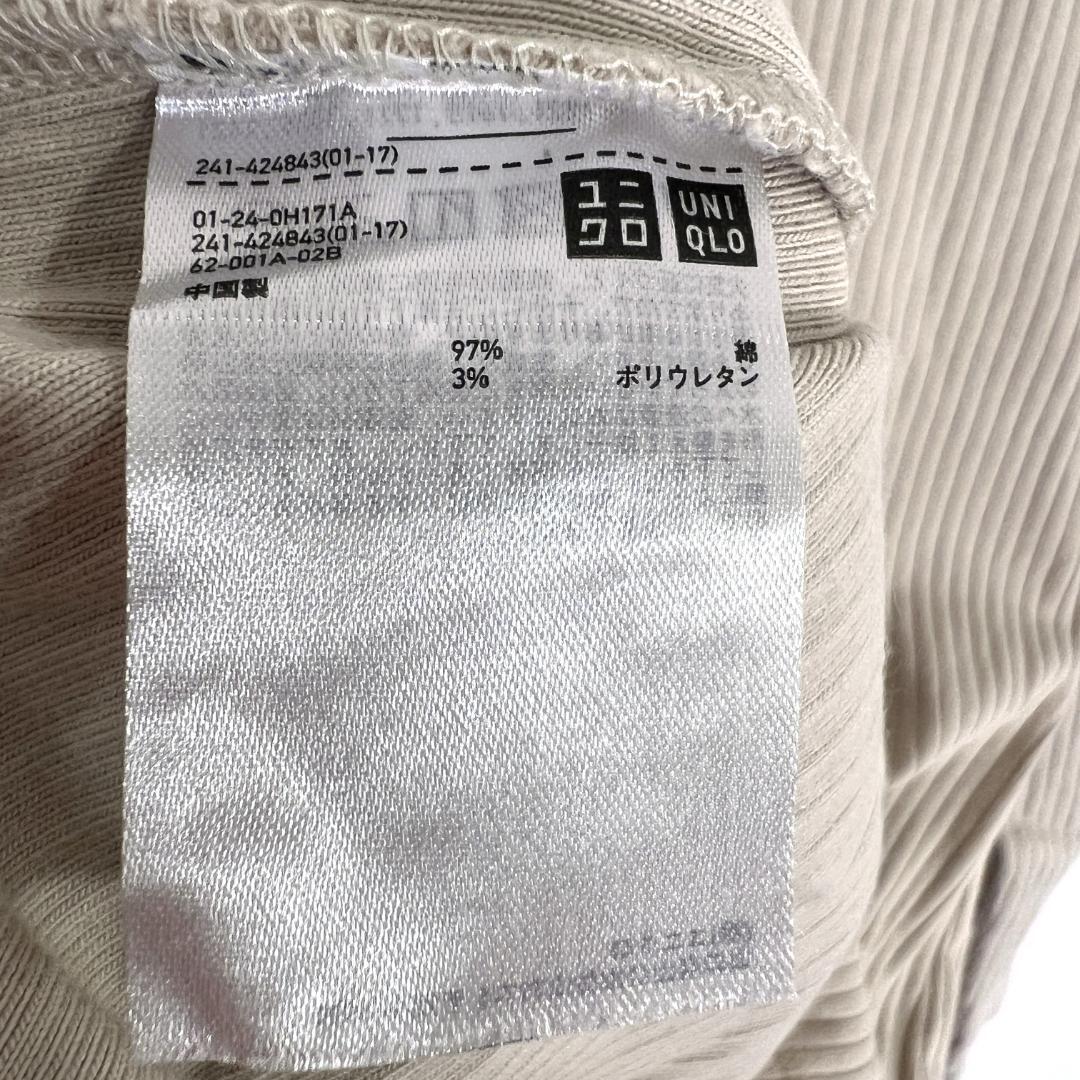 241-424843(01-17)
ユニ
クロ
UNI
QLO
01-24-0H171A
241-424843(01-17)
62-001A-02B
中国製
97% 綿
3% ポリウレタン